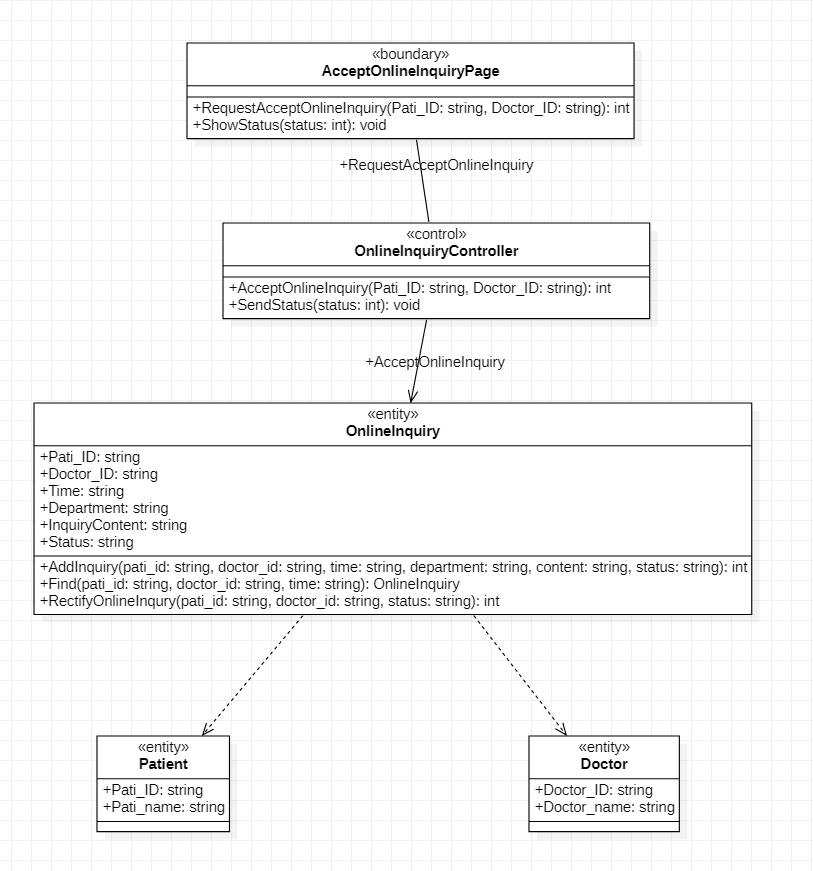 «boundary»
AcceptOnlineInquiryPage
+RequestAcceptOnlineInquiry(Pati_ID: string, Doctor_ID: string): int
+ShowStatus(status: int): void
+RequestAcceptOnlineInquiry
«control»
OnlineInquiryController
+AcceptOnlineInquiry(Pati_ID: string, Doctor_ID: string): int
+SendStatus(status: int): void
+AcceptOnlineInquiry
«entity»
OnlineInquiry
+Pati_ID: string
+Doctor_ID: string
+Time: string
+Department: string
+InquiryContent: string
+Status: string
+AddInquiry(pati_id: string, doctor_id: string, time: string, department: string, content: string, status: string): int
+Find(pati_id: string, doctor_id: string, time: string): OnlineInquiry
+RectifyOnlineInqury(pati_id: string, doctor_id: string, status: string): int
«entity»
Patient
+Pati_ID: string
+Pati_name: string
«entity»
Doctor
+Doctor_ID: string
+Doctor_name: string